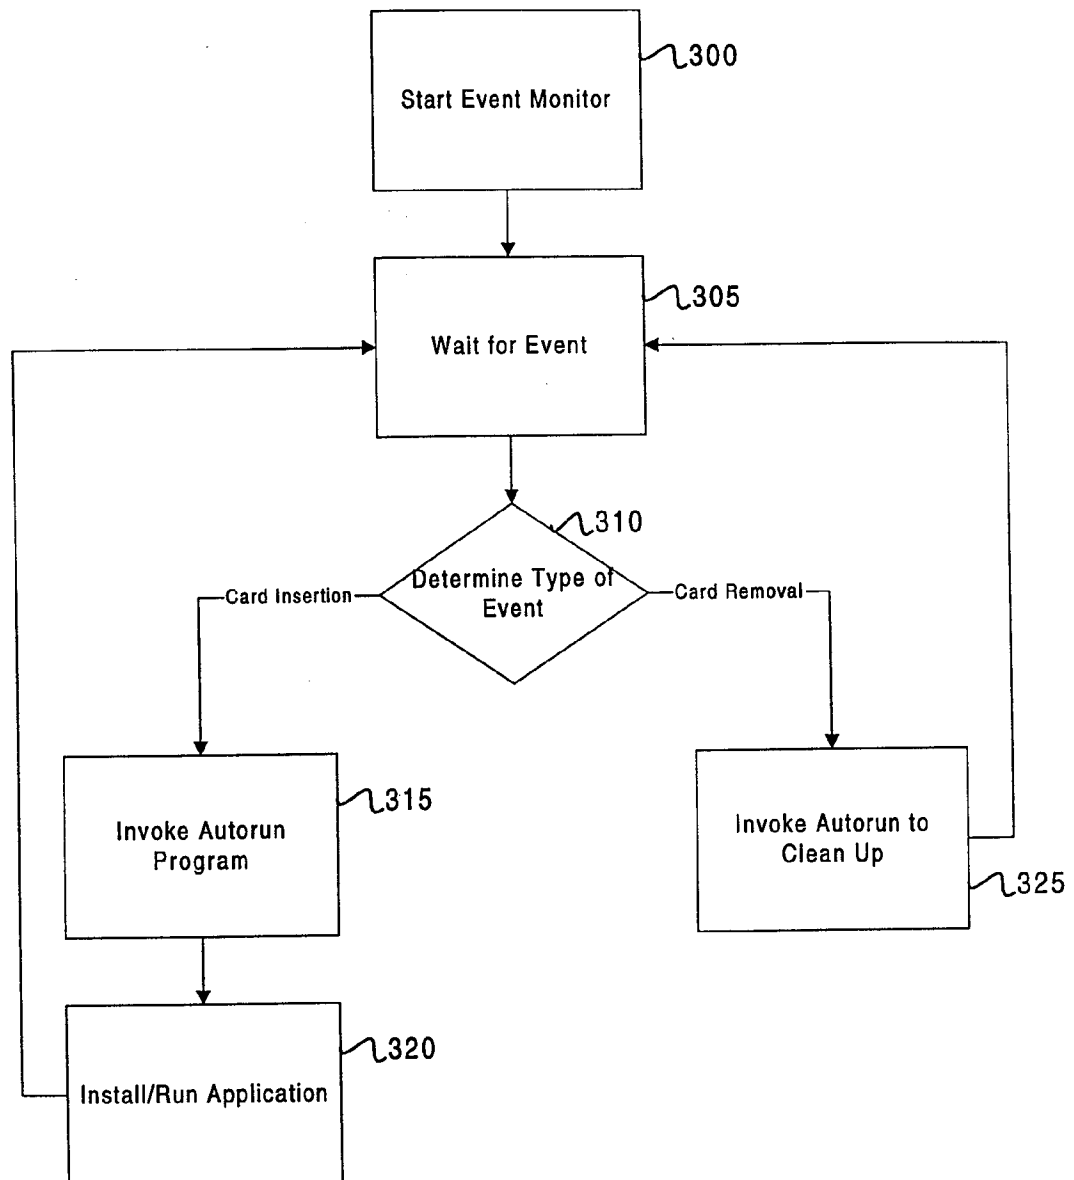 300
Start Event Monitor
305
Wait for Event
310
Determine Type of
Event
Card Insertion
Card Removal
315
Invoke Autorun
Program
Invoke Autorun to
Clean Up
325
320
Install/Run Application